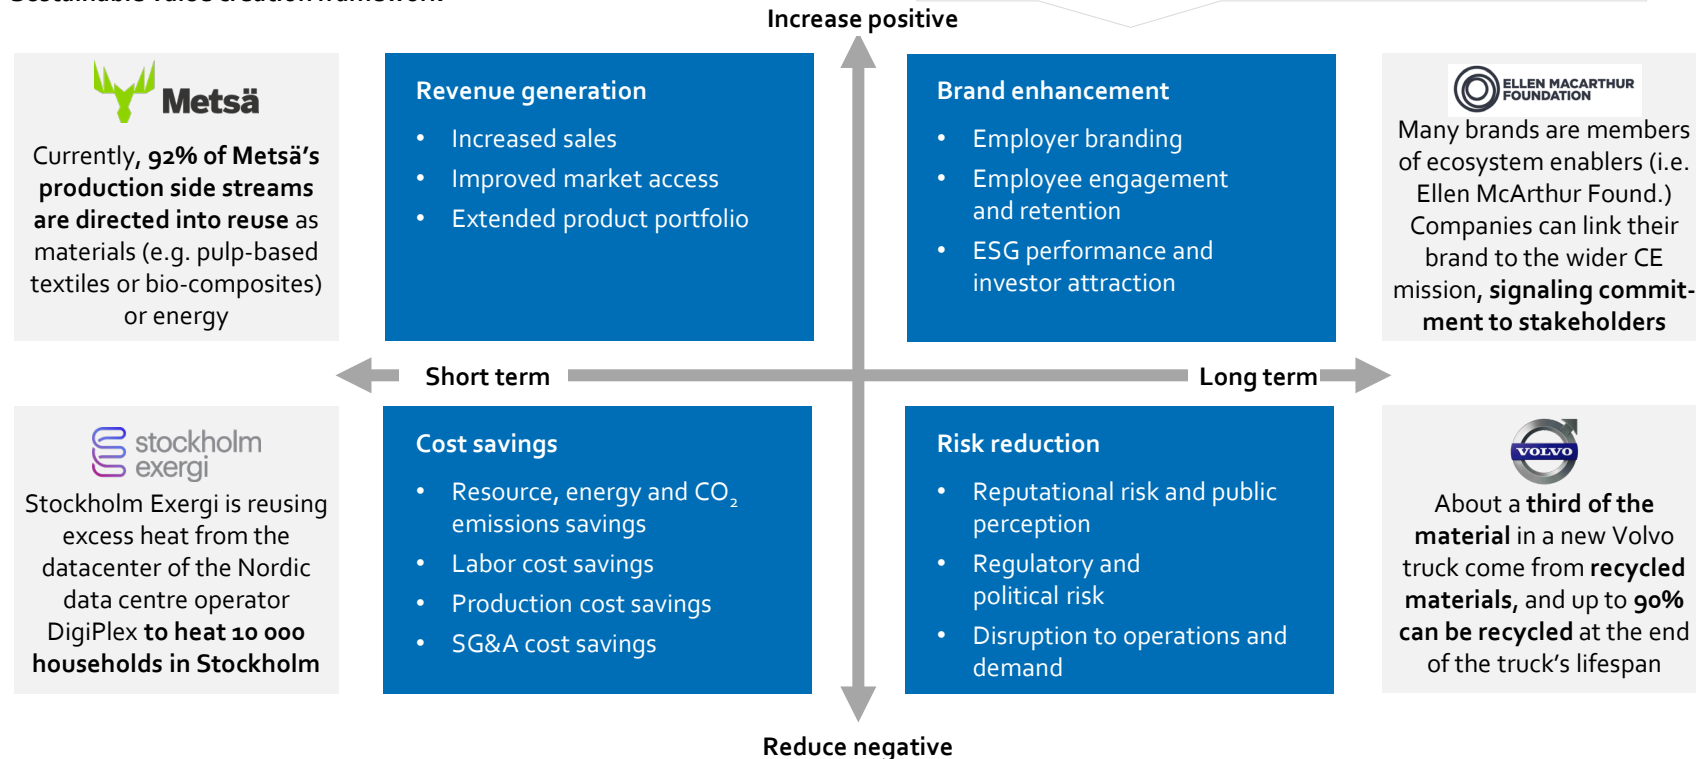 Sustainable value creation framework
Increase positive
Metsä
Currently, 92% of Metsä's
production side streams
are directed into reuse as
materials (e.g. pulp-based
textiles or bio-composites)
or energy
Revenue generation
• Increased sales
• Improved market access
• Extended product portfolio
Brand enhancement
• Employer branding
• Employee engagement
and retention
• ESG performance and
investor attraction
ELLEN MACARTHUR
FOUNDATION
Many brands are members
of ecosystem enablers (i.e.
Ellen McArthur Found.)
Companies can link their
brand to the wider CE
mission, signaling commit-
ment to stakeholders
Short term
Long term
stockholm
exergi
Stockholm Exergi is reusing
excess heat from the
datacenter of the Nordic
data centre operator
DigiPlex to heat 10 000
households in Stockholm
Cost savings
• Resource, energy and CO₂
emissions savings
• Labor cost savings
• Production cost savings
• SG&A cost savings
Risk reduction
• Reputational risk and public
perception
• Regulatory and
political risk
• Disruption to operations and
demand
VOLVO
About a third of the
material in a new Volvo
truck come from recycled
materials, and up to 90%
can be recycled at the end
of the truck's lifespan
Reduce negative